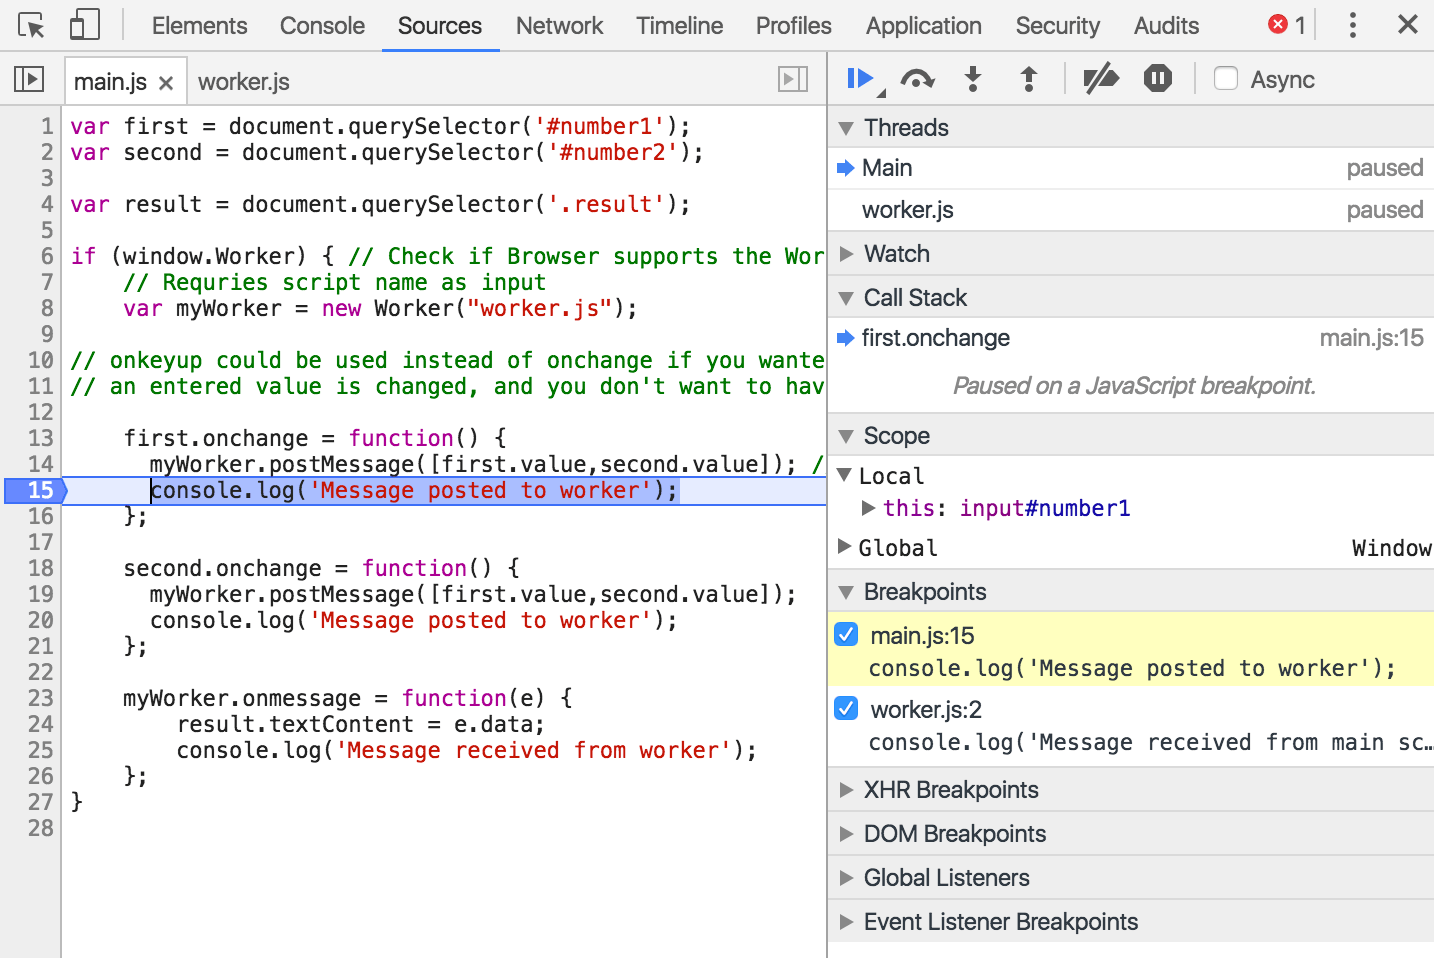 Elements Console Sources Network Timeline Profiles Application Security Audits 1
main.js worker.js
Async
1 var first = document.querySelector('#number1');
2 var second = document.querySelector('#number2');
3
4 var result = document.querySelector('.result');
5
6 if (window.Worker) { // Check if Browser supports the Wor
7 // Requries script name as input
8 var myWorker = new Worker("worker.js");
9
10 // onkeyup could be used instead of onchange if you wante
11 // an entered value is changed, and you don't want to hav
12
13 first.onchange = function() {
14 myWorker.postMessage([first.value,second.value]); /
15 console.log('Message posted to worker');
16 };
17
18 second.onchange = function() {
19 myWorker.postMessage([first.value,second.value]);
20 console.log('Message posted to worker');
21 };
22
23 myWorker.onmessage = function(e) {
24 result.textContent = e.data;
25 console.log('Message received from worker');
26 };
27 }
28
Threads
Main paused
worker.js paused
Watch
Call Stack
first.onchange main.js:15
Paused on a JavaScript breakpoint.
Scope
Local
this: input#number1
Global Window
Breakpoints
main.js:15
console.log('Message posted to worker');
worker.js:2
console.log('Message received from main sc…
XHR Breakpoints
DOM Breakpoints
Global Listeners
Event Listener Breakpoints